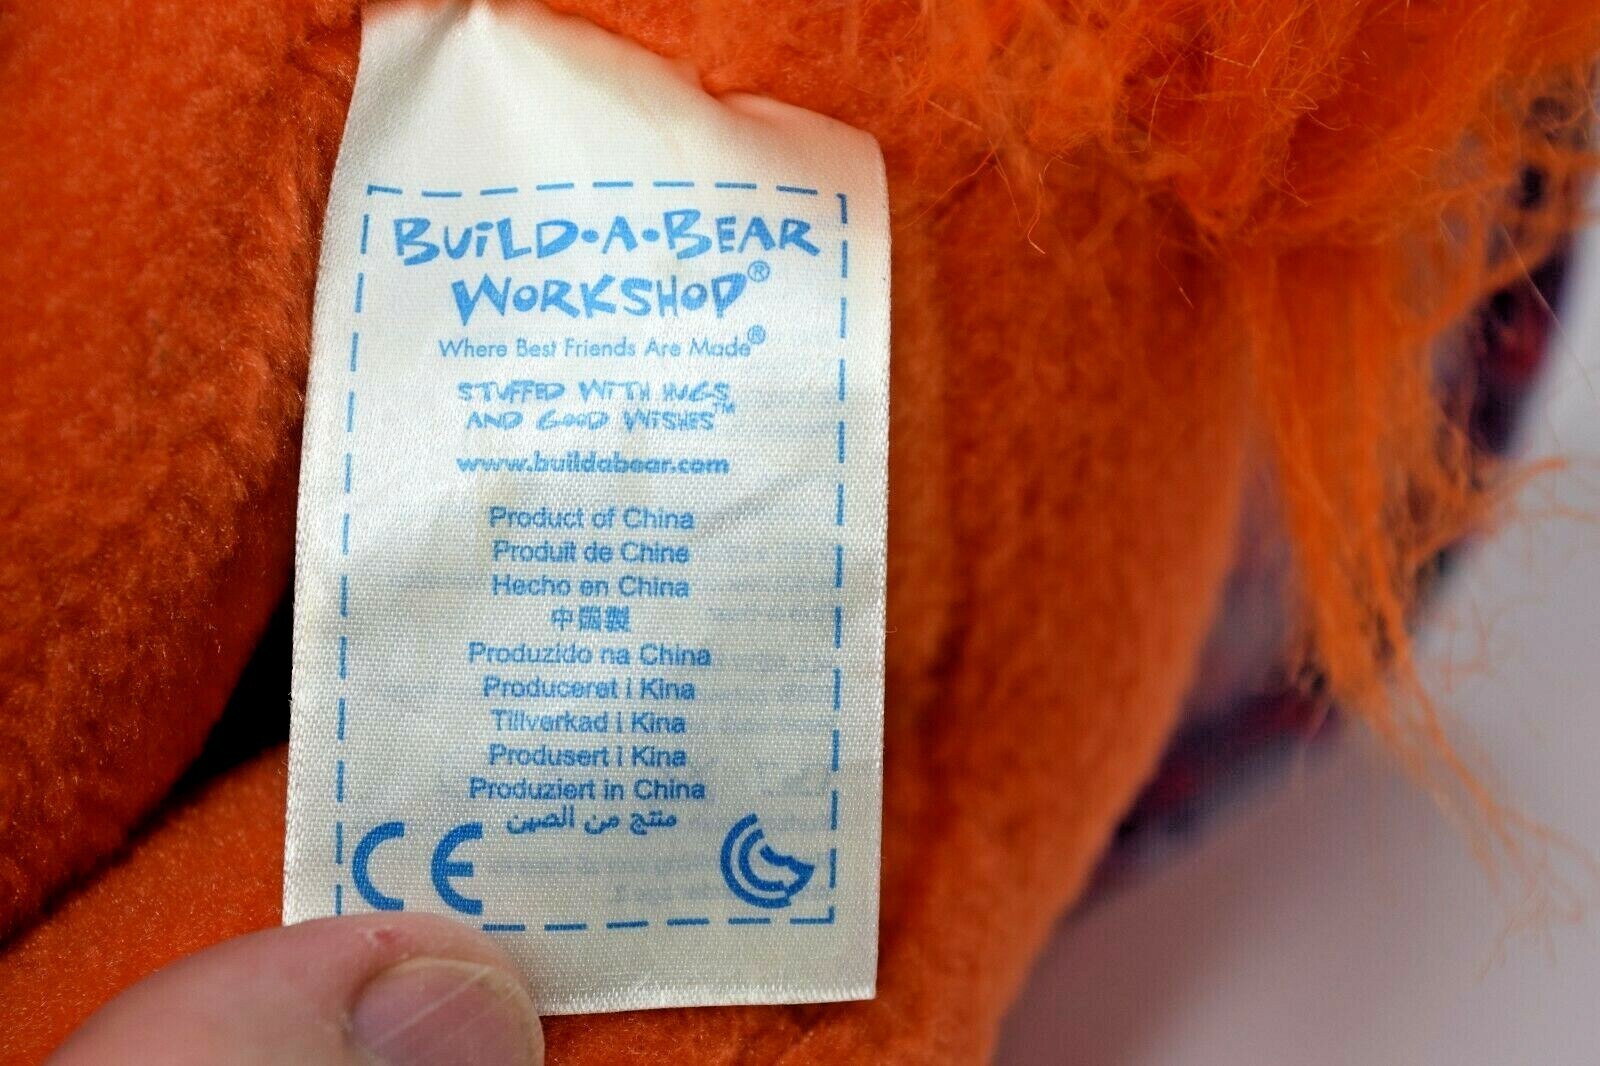 BUILD•A•BEAR
WORKSHOP®
Where Best Friends Are Made®
STUFFED WITH HUGS
AND GOOD WISHES™
www.buildabear.com
Product of China
Produit de Chine
Hecho en China
中國製
Produzido na China
Produceret i Kina
Tillverkad i Kina
Produsert i Kina
Produziert in China
منتج من الصين
CE